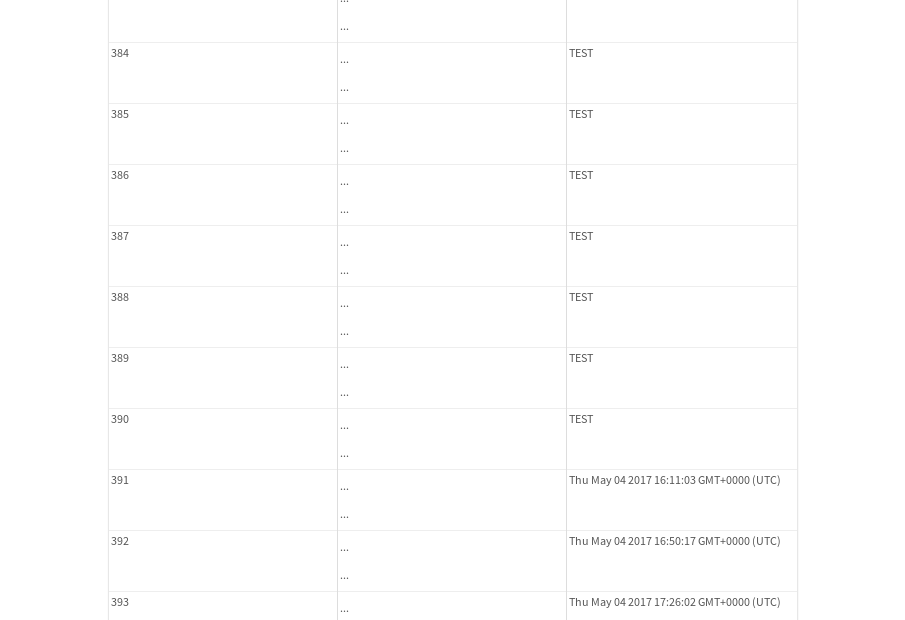 ...
...
384 ... TEST
...
385 ... TEST
...
386 ... TEST
...
387 ... TEST
...
388 ... TEST
...
389 ... TEST
...
390 ... TEST
...
391 ... Thu May 04 2017 16:11:03 GMT+0000 (UTC)
...
392 ... Thu May 04 2017 16:50:17 GMT+0000 (UTC)
...
393 ... Thu May 04 2017 17:26:02 GMT+0000 (UTC)